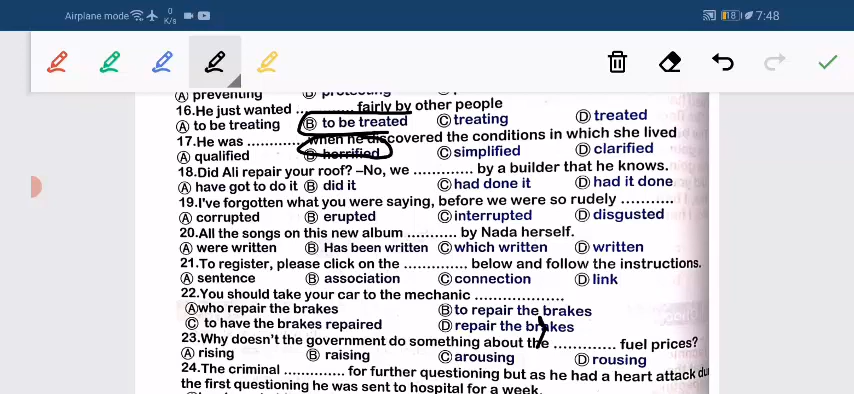 Airplane mode 0 K/s 18 7:48
Ⓐ preventing Ⓑ protecting
16.He just wanted ............ fairly by other people
Ⓐ to be treating Ⓑ to be treated Ⓒ treating Ⓓ treated
17.He was ............ when he discovered the conditions in which she lived
Ⓐ qualified Ⓑ horrified Ⓒ simplified Ⓓ clarified
18.Did Ali repair your roof? –No, we ............. by a builder that he knows.
Ⓐ have got to do it Ⓑ did it Ⓒ had done it Ⓓ had it done
19.I've forgotten what you were saying, before we were so rudely ...........
Ⓐ corrupted Ⓑ erupted Ⓒ interrupted Ⓓ disgusted
20.All the songs on this new album .......... by Nada herself.
Ⓐ were written Ⓑ Has been written Ⓒ which written Ⓓ written
21.To register, please click on the ............. below and follow the instructions.
Ⓐ sentence Ⓑ association Ⓒ connection Ⓓ link
22.You should take your car to the mechanic ..................
Ⓐ who repair the brakes Ⓑ to repair the brakes
Ⓒ to have the brakes repaired Ⓓ repair the brakes
23.Why doesn't the government do something about the ............. fuel prices?
Ⓐ rising Ⓑ raising Ⓒ arousing Ⓓ rousing
24.The criminal ............. for further questioning but as he had a heart attack
the first questioning he was sent to hospital for a week.